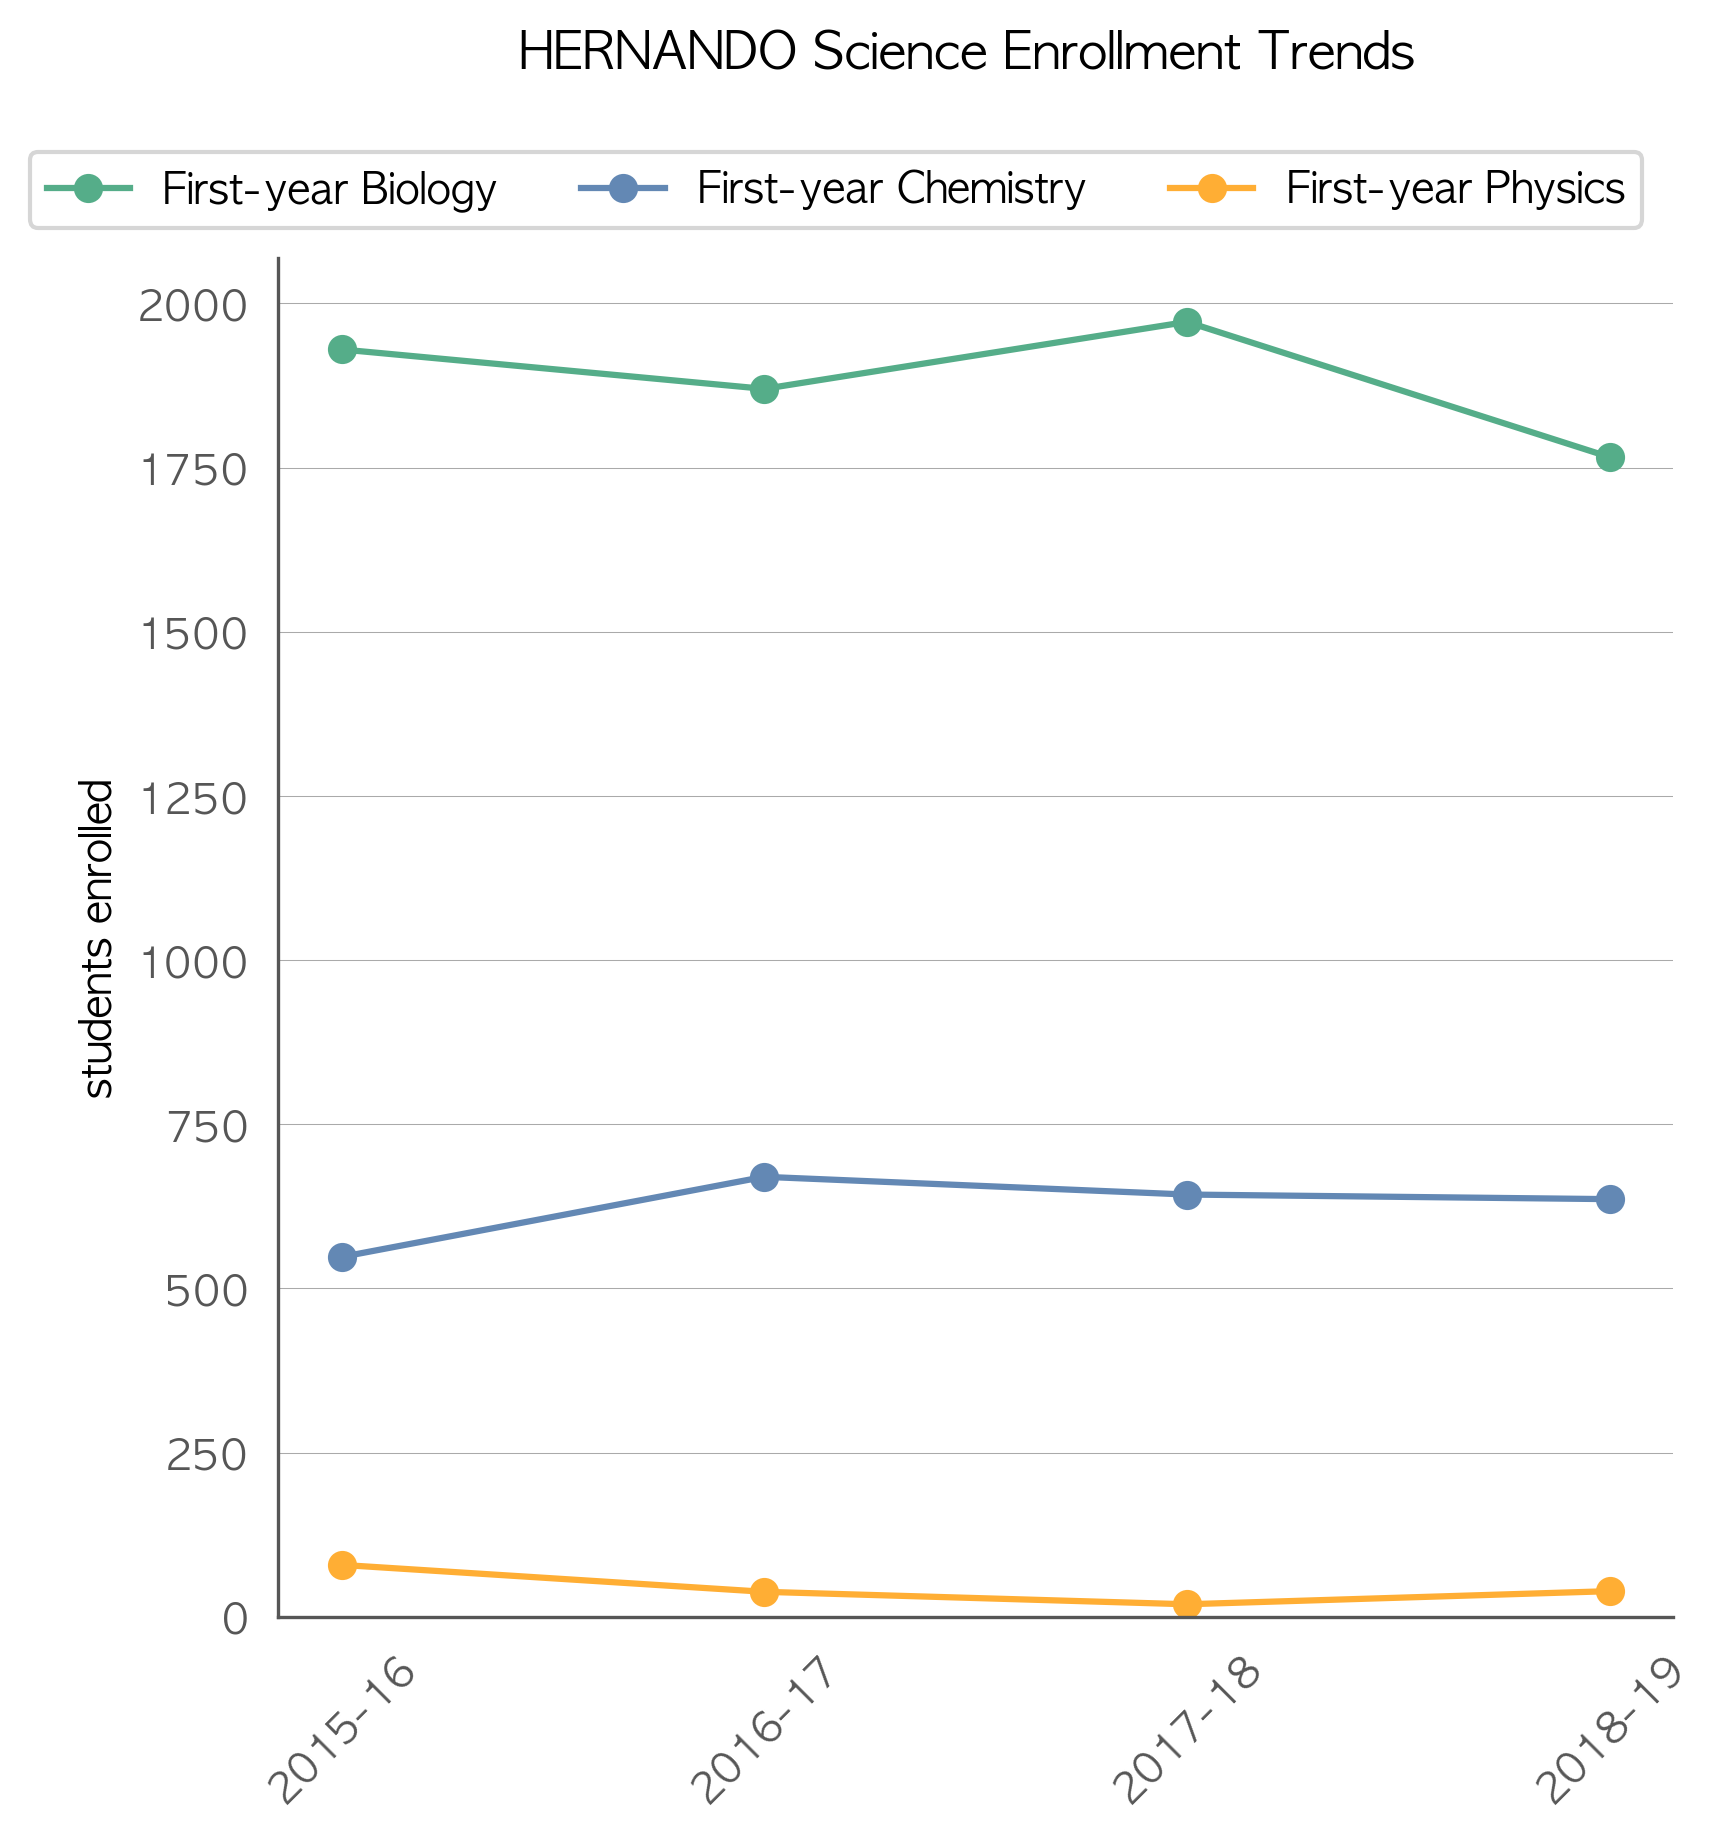 HERNANDO Science Enrollment Trends
First-year Biology
First-year Chemistry
First-year Physics
students enrolled
2000
1750
1500
1250
1000
750
500
250
0
2015-16
2016-17
2017-18
2018-19